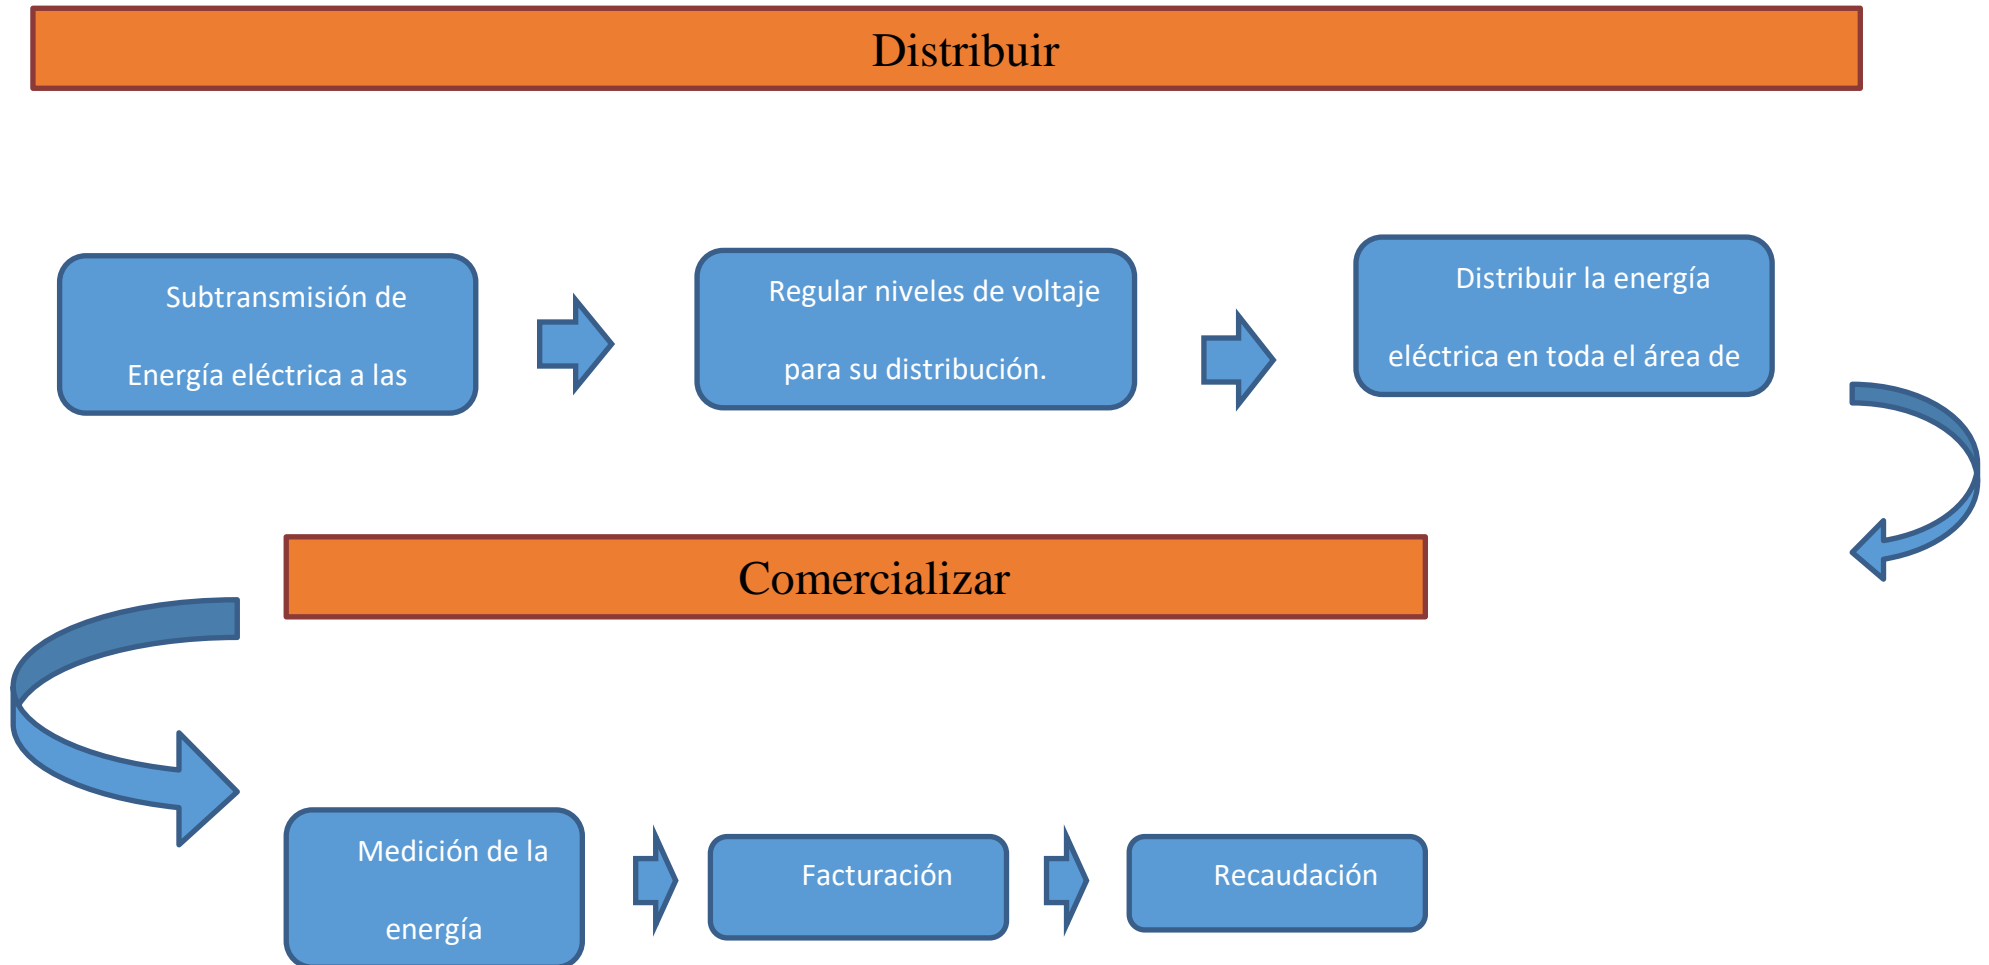 Distribuir
Subtransmisión de
Energía eléctrica a las
Regular niveles de voltaje
para su distribución.
Distribuir la energía
eléctrica en toda el área de
Comercializar
Medición de la
energía
Facturación
Recaudación